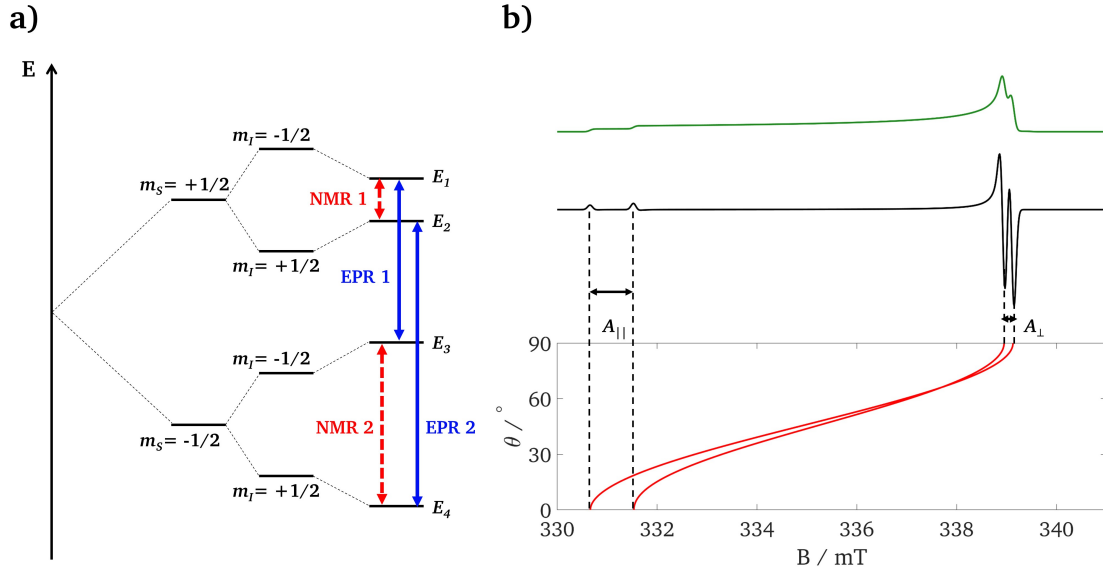 a)
E
m_I= -1/2
m_S= +1/2
m_I= +1/2
E_1
NMR 1
E_2
EPR 1
E_3
m_I= -1/2
m_S= -1/2
NMR 2
EPR 2
m_I= +1/2
E_4
b)
A_||
A_⊥
90
60
30
0
θ / °
330
332
334
336
338
340
B / mT